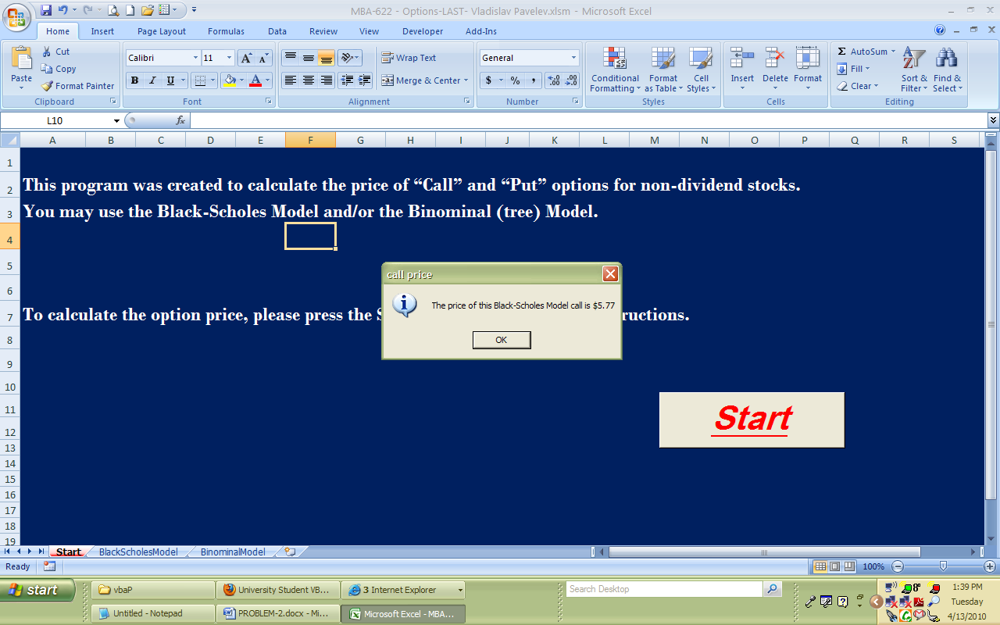 MBA-622 - Options-LAST- Vladislav Pavelev.xlsm - Microsoft Excel
Home Insert Page Layout Formulas Data Review View Developer Add-Ins
Paste
Cut
Copy
Format Painter
Clipboard
Calibri 11
B I U
A A
A
Font
Wrap Text
Merge & Center
Alignment
General
$ % , .00 .00
Number
Conditional Formatting
Format as Table
Cell Styles
Styles
Insert Delete Format
Cells
Σ AutoSum
Fill
Clear
Sort & Filter
Find & Select
Editing
L10 fx
A B C D E F G H I J K L M N O P Q R S
1
2
This program was created to calculate the price of “Call” and “Put” options for non-dividend stocks.
3
You may use the Black-Scholes Model and/or the Binominal (tree) Model.
4
5
6
7
To calculate the option price, please press the S
ructions.
call price
The price of this Black-Scholes Model call is $5.77
OK
8
9
10
11
12
13
14
15
16
17
18
19
Start
Start BlackScholesModel BinominalModel
Ready 100%
start
vbaP
University Student VB...
3 Internet Explorer
Search Desktop
Untitled - Notepad
PROBLEM-2.docx - Mi...
Microsoft Excel - MBA...
8°
1:39 PM
Tuesday
4/13/2010